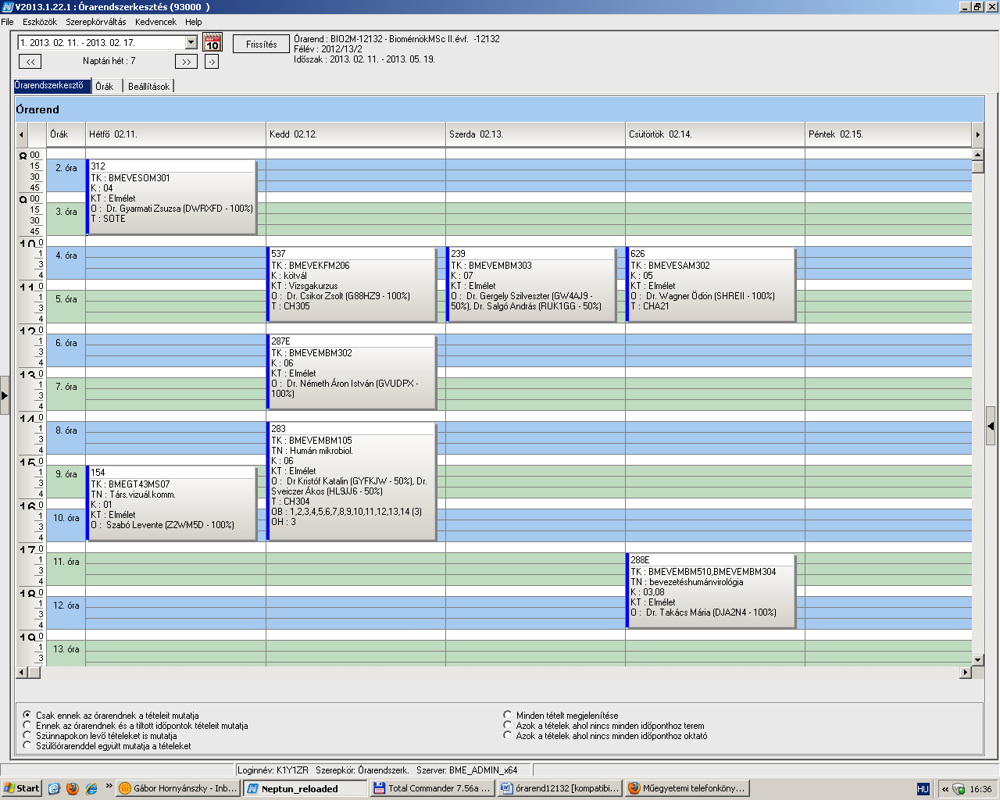 V2013.1.22.1 : Órarendszerkesztés (93000  )
File Eszközök Szerepkörváltás Kedvencek Help
1. 2013. 02. 11. - 2013. 02. 17.
10
Frissítés
Órarend : BIO2M-12132 - BiomérnökMSc II.évf.  -12132
Félév : 2012/13/2
Időszak : 2013. 02. 11. - 2013. 05. 19.
<< Naptári hét : 7 >> ->
Órarendszerkesztő Órák Beállítások
Órarend
Órák Hétfő 02.11. Kedd 02.12. Szerda 02.13. Csütörtök 02.14. Péntek 02.15.
8 00
15
30
45
2. óra
9 00
15
30
45
3. óra
10 0
1
3
4
4. óra
11 0
1
3
4
5. óra
12 0
1
3
4
6. óra
13 0
1
3
4
7. óra
14 0
1
3
4
8. óra
15 0
1
3
4
9. óra
16 0
1
3
4
10. óra
17 0
1
3
4
11. óra
18 0
1
3
4
12. óra
19 0
1
3
13. óra
312
TK : BMEVESOM301
K : 04
KT : Elmélet
O :  Dr. Gyarmati Zsuzsa (DWRXFD - 100%)
T : SOTE
154
TK : BMEGT43MS07
TN : Társ.vizuál.komm.
K : 01
KT : Elmélet
O :  Szabó Levente (Z2WM5D - 100%)
537
TK : BMEVEKFM206
K : kötvál
KT : Vizsgakurzus
O :  Dr. Csikor Zsolt (G88HZ9 - 100%)
T : CH305
287E
TK : BMEVEMBM302
K : 06
KT : Elmélet
O :  Dr. Németh Áron István (GVUDPX -
100%)
283
TK : BMEVEMBM105
TN : Humán mikrobiol.
K : 06
KT : Elmélet
O :  Dr Kristóf Katalin (GYFKJW - 50%), Dr.
Sveiczer Ákos (HL9JJ6 - 50%)
T : CH304
OB : 1,2,3,4,5,6,7,8,9,10,11,12,13,14 (3)
OH : 3
239
TK : BMEVEMBM303
K : 07
KT : Elmélet
O :  Dr. Gergely Szilveszter (GW4AJ9 -
50%), Dr. Salgó András (RUK1GG - 50%)
626
TK : BMEVESAM302
K : 05
KT : Elmélet
O :  Dr. Wagner Ödön (SHREII - 100%)
T : CHA21
288E
TK : BMEVEMBM510,BMEVEMBM304
TN : bevezetéshumánvirológia
K : 03,08
KT : Elmélet
O :  Dr. Takács Mária (DJA2N4 - 100%)
Csak ennek az órarendnek a tételeit mutatja
Ennek az órarendnek és a tiltott időpontok tételeit mutatja
Szünnapokon levő tételeket is mutatja
Szülőórarenddel együtt mutatja a tételeket
Minden tételt megjelenítése
Azok a tételek ahol nincs minden időponthoz terem
Azok a tételek ahol nincs minden időponthoz oktató
Loginnév: K1Y1ZR Szerepkör: Órarendszerk. Szerver: BME_ADMIN_x64
Start » Gábor Hornyánszky - Inb... Neptun_reloaded Total Commander 7.56a ... órarend12132 [kompatibi... Műegyetemi telefonköny... HU « 16:36